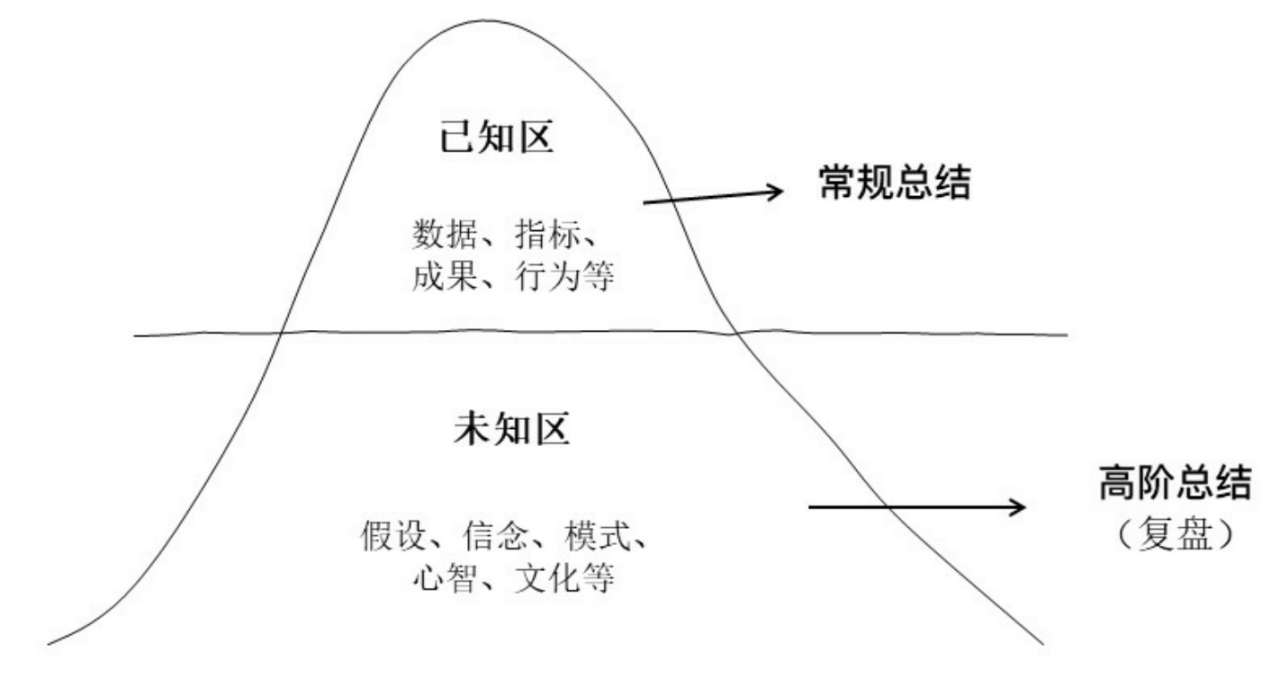 已知区
数据、指标、
成果、行为等
常规总结
未知区
假设、信念、模式、
心智、文化等
高阶总结
（复盘）